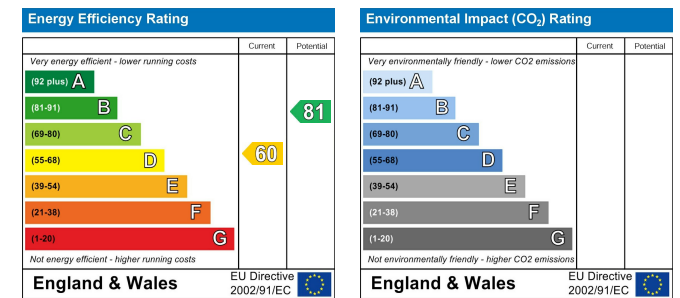 Energy Efficiency Rating
Current Potential
Very energy efficient - lower running costs
(92 plus) A
(81-91) B
81
(69-80) C
(55-68) D
60
(39-54) E
(21-38) F
(1-20) G
Not energy efficient - higher running costs
England & Wales
EU Directive
2002/91/EC
Environmental Impact (CO2) Rating
Current Potential
Very environmentally friendly - lower CO2 emissions
(92 plus) A
(81-91) B
(69-80) C
(55-68) D
(39-54) E
(21-38) F
(1-20) G
Not environmentally friendly - higher CO2 emissions
England & Wales
EU Directive
2002/91/EC